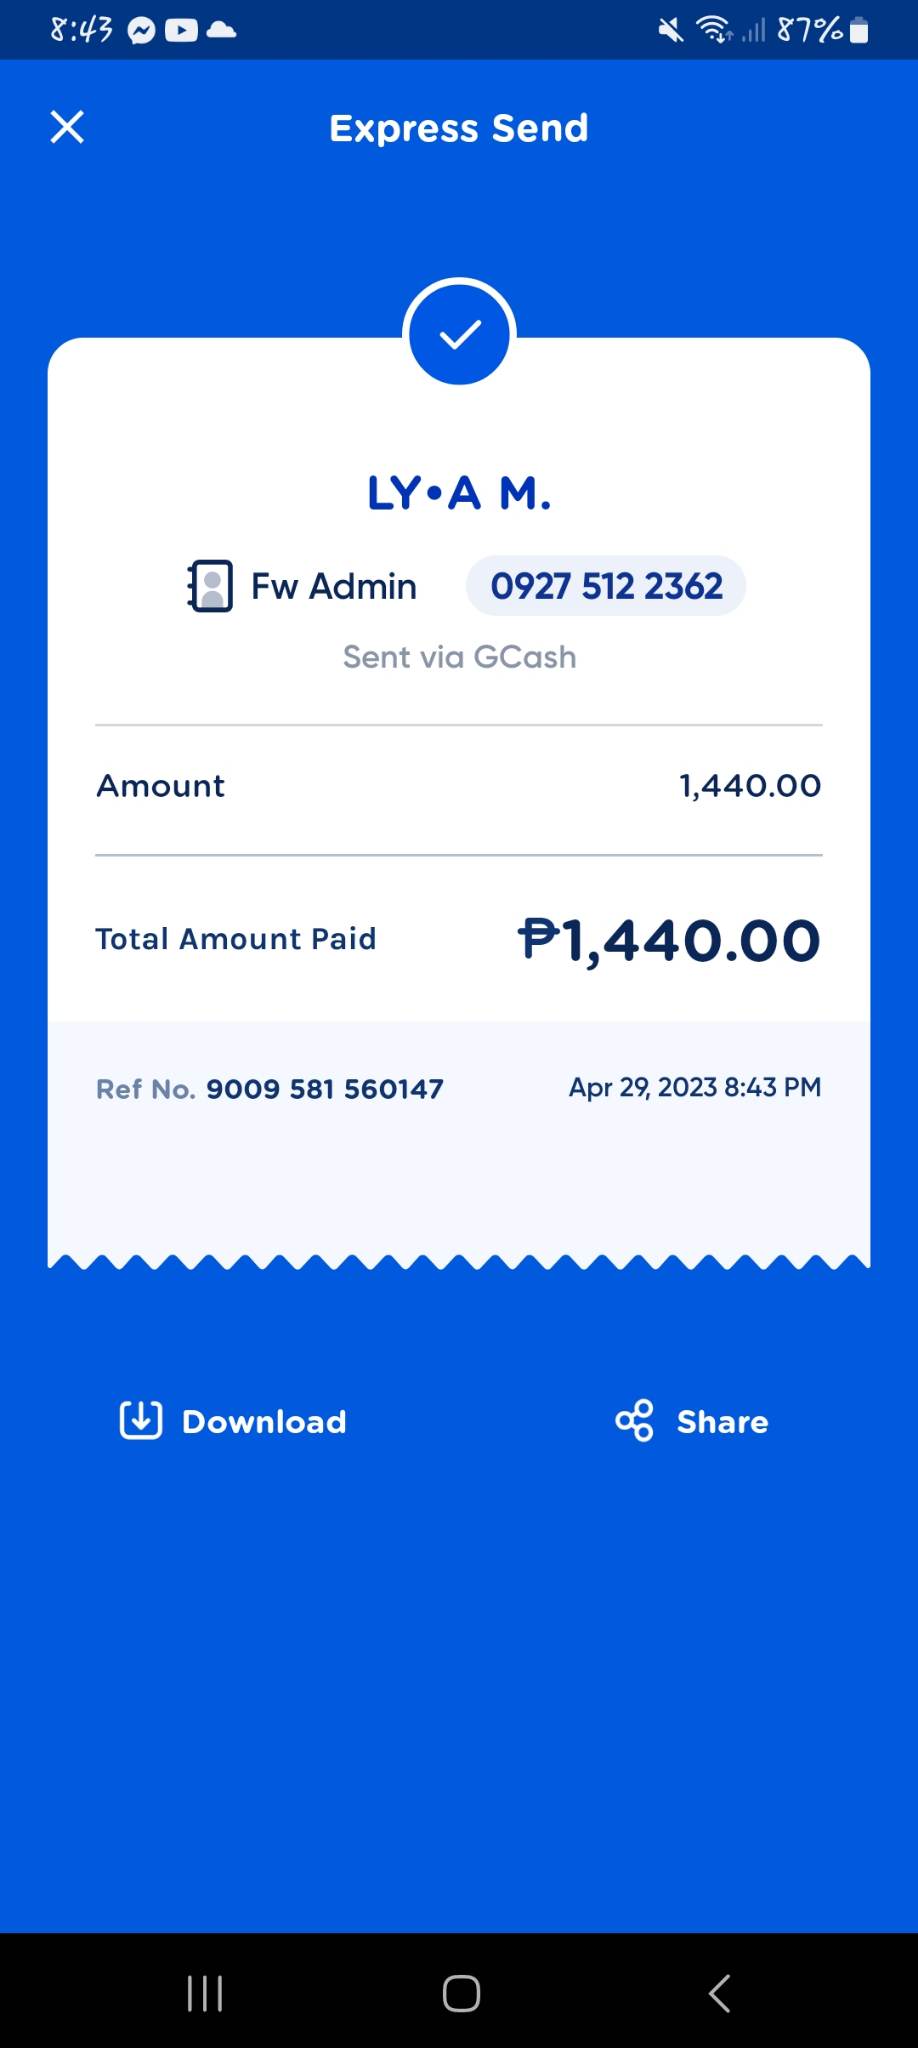 8:43 87%
Express Send
LY•A M.
Fw Admin 0927 512 2362
Sent via GCash
Amount 1,440.00
Total Amount Paid ₱1,440.00
Ref No. 9009 581 560147 Apr 29, 2023 8:43 PM
Download Share